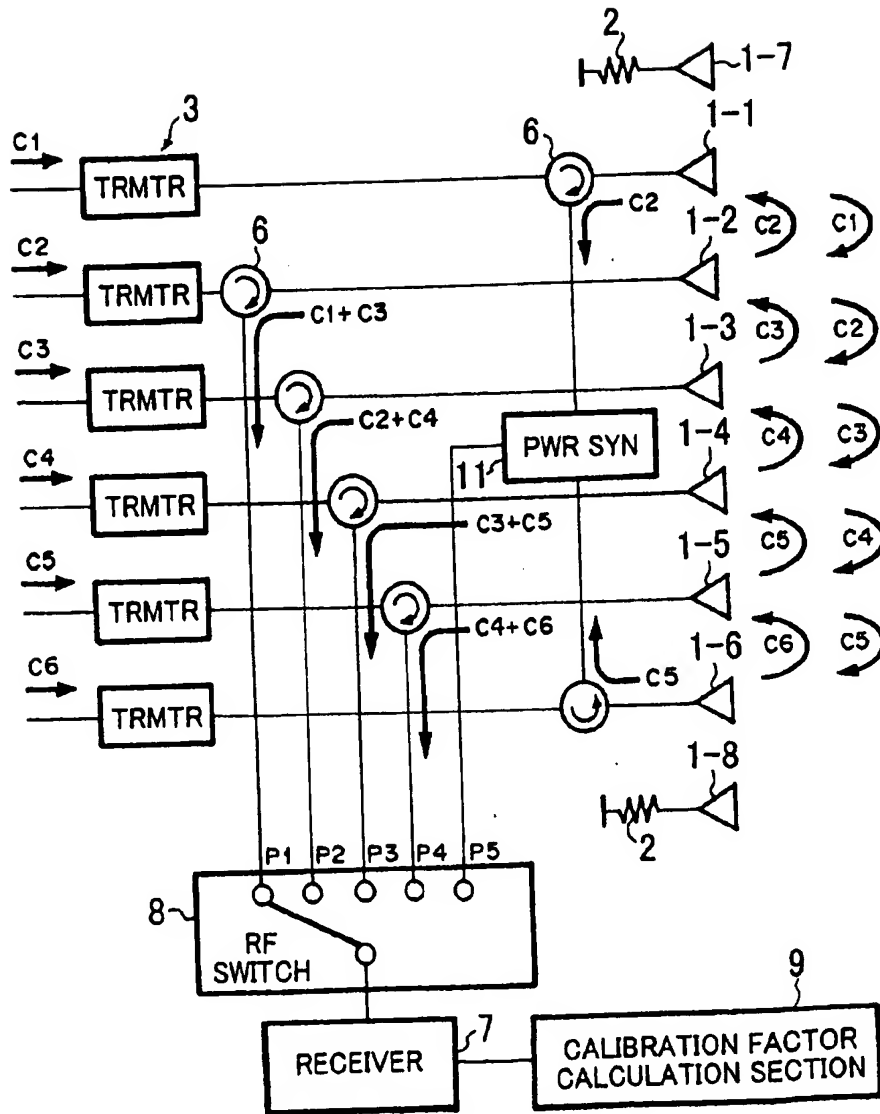 2
1-7
3
6
1-1
C1
TRMTR
C2
C2
C1
6
1-2
C2
TRMTR
C1+C3
C3
C2
1-3
C3
TRMTR
C2+C4
1-4
C4
C3
PWR SYN
11
C4
TRMTR
C3+C5
1-5
C5
C4
C5
TRMTR
C4+C6
1-6
C6
C5
C5
C6
TRMTR
1-8
2
P1 P2 P3 P4 P5
8
RF
SWITCH
9
7
RECEIVER
CALIBRATION FACTOR
CALCULATION SECTION